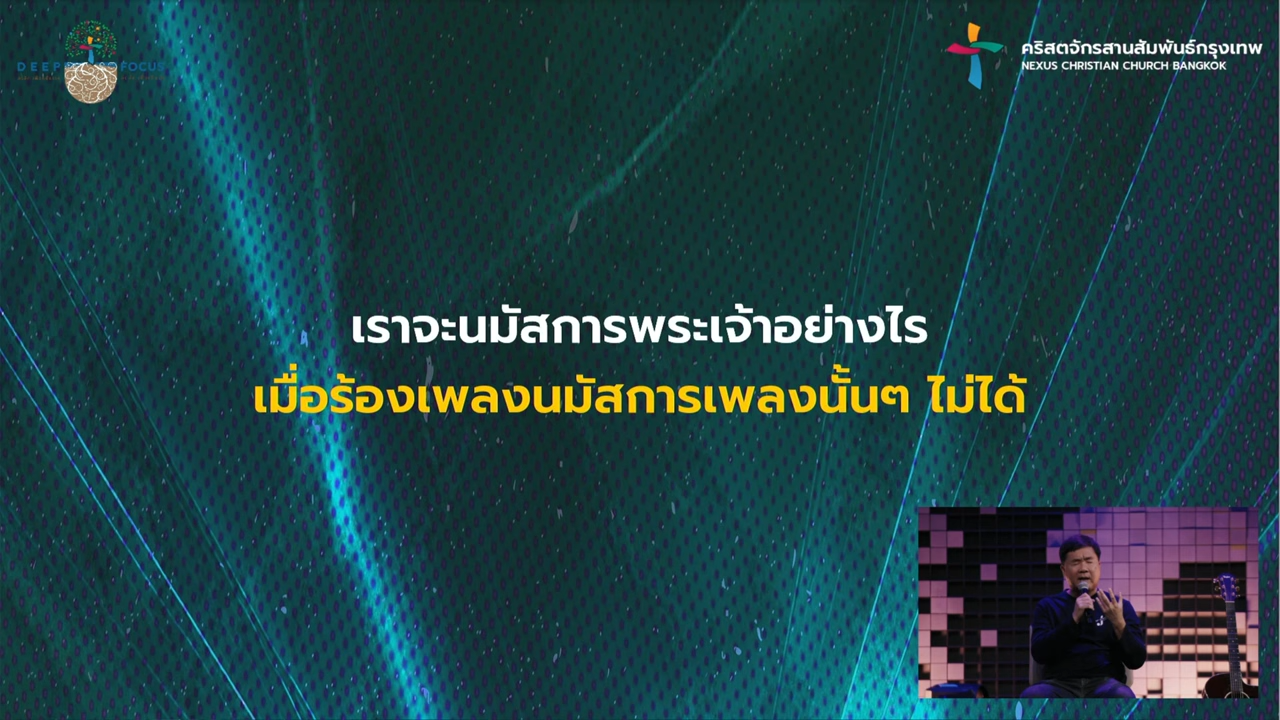 คริสตจักรสานสัมพันธ์กรุงเทพ
NEXUS CHRISTIAN CHURCH BANGKOK
เราจะนมัสการพระเจ้าอย่างไร
เมื่อร้องเพลงนมัสการเพลงนั้นๆ ไม่ได้